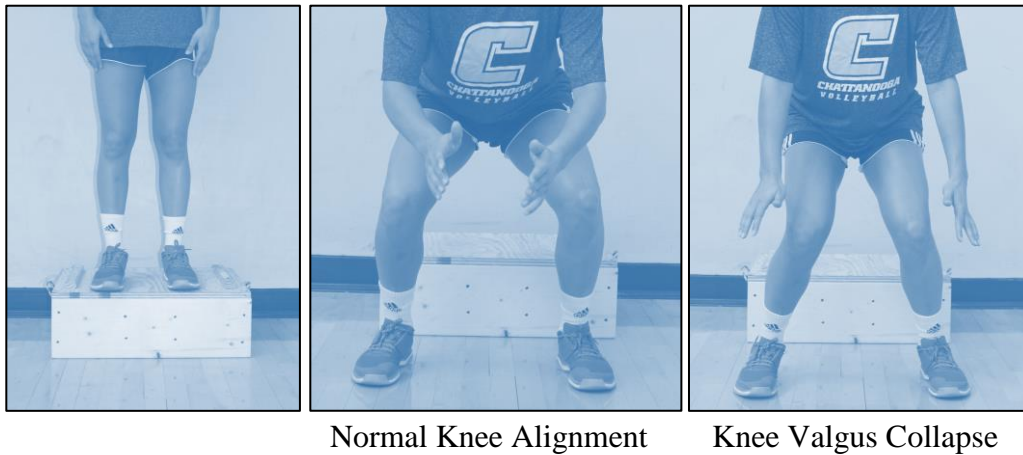 C
CHATTANOOGA
VOLLEYBALL
C
CHATTANOOGA
VOLLEYBALL
Normal Knee Alignment
Knee Valgus Collapse